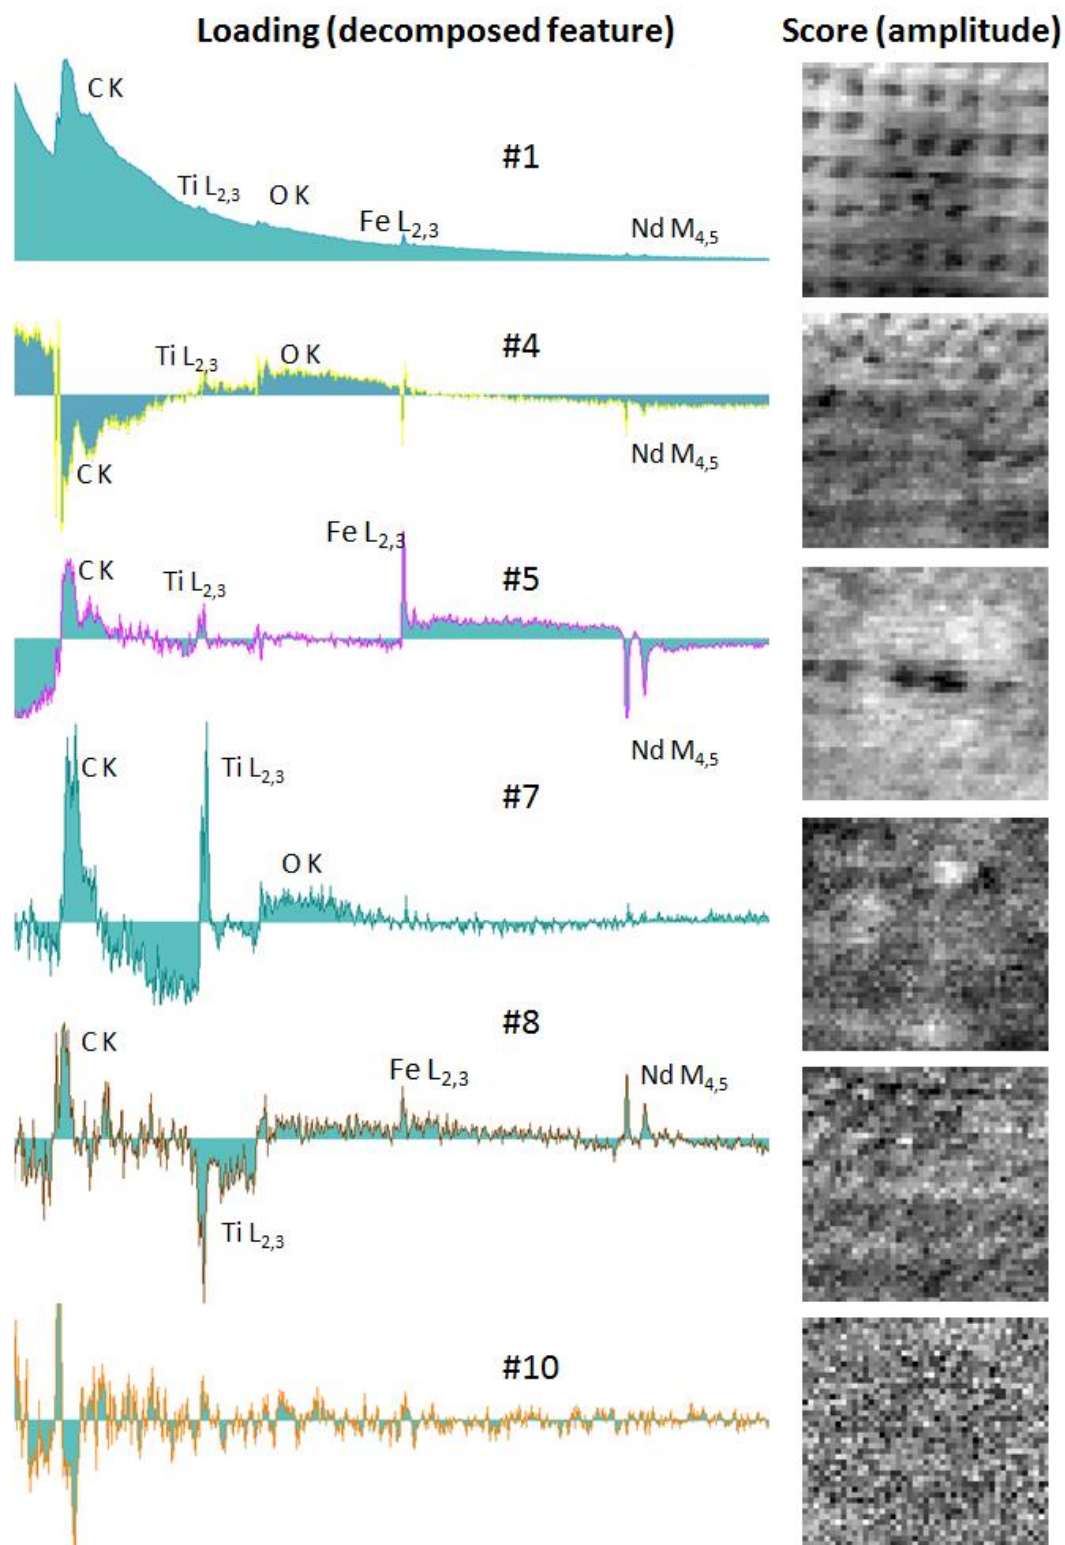 Loading (decomposed feature) Score (amplitude)
C K
#1
Ti L2,3 O K
Fe L2,3 Nd M4,5
Ti L2,3 O K #4
C K Nd M4,5
Fe L2,3
C K Ti L2,3 #5
Nd M4,5
C K Ti L2,3
#7
O K
#8
C K
Fe L2,3 Nd M4,5
Ti L2,3
#10